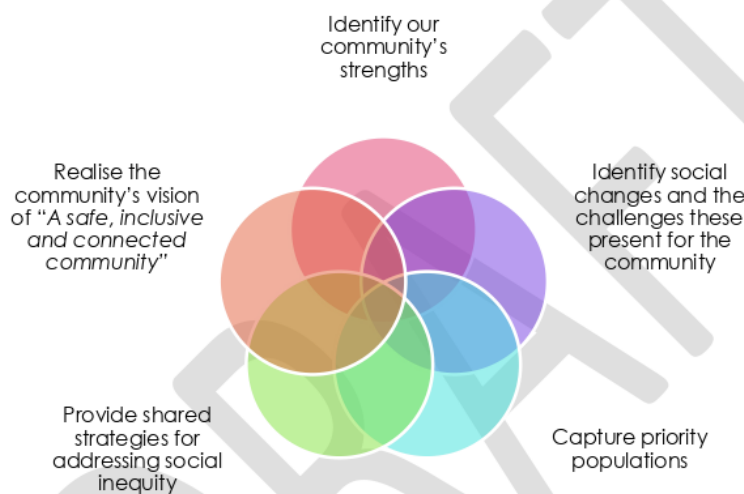 Identify our
community's
strengths
Identify social
changes and the
challenges these
present for the
community
Capture priority
populations
Provide shared
strategies for
addressing social
inequity
Realise the
community's vision
of “A safe, inclusive
and connected
community”
DRAFT